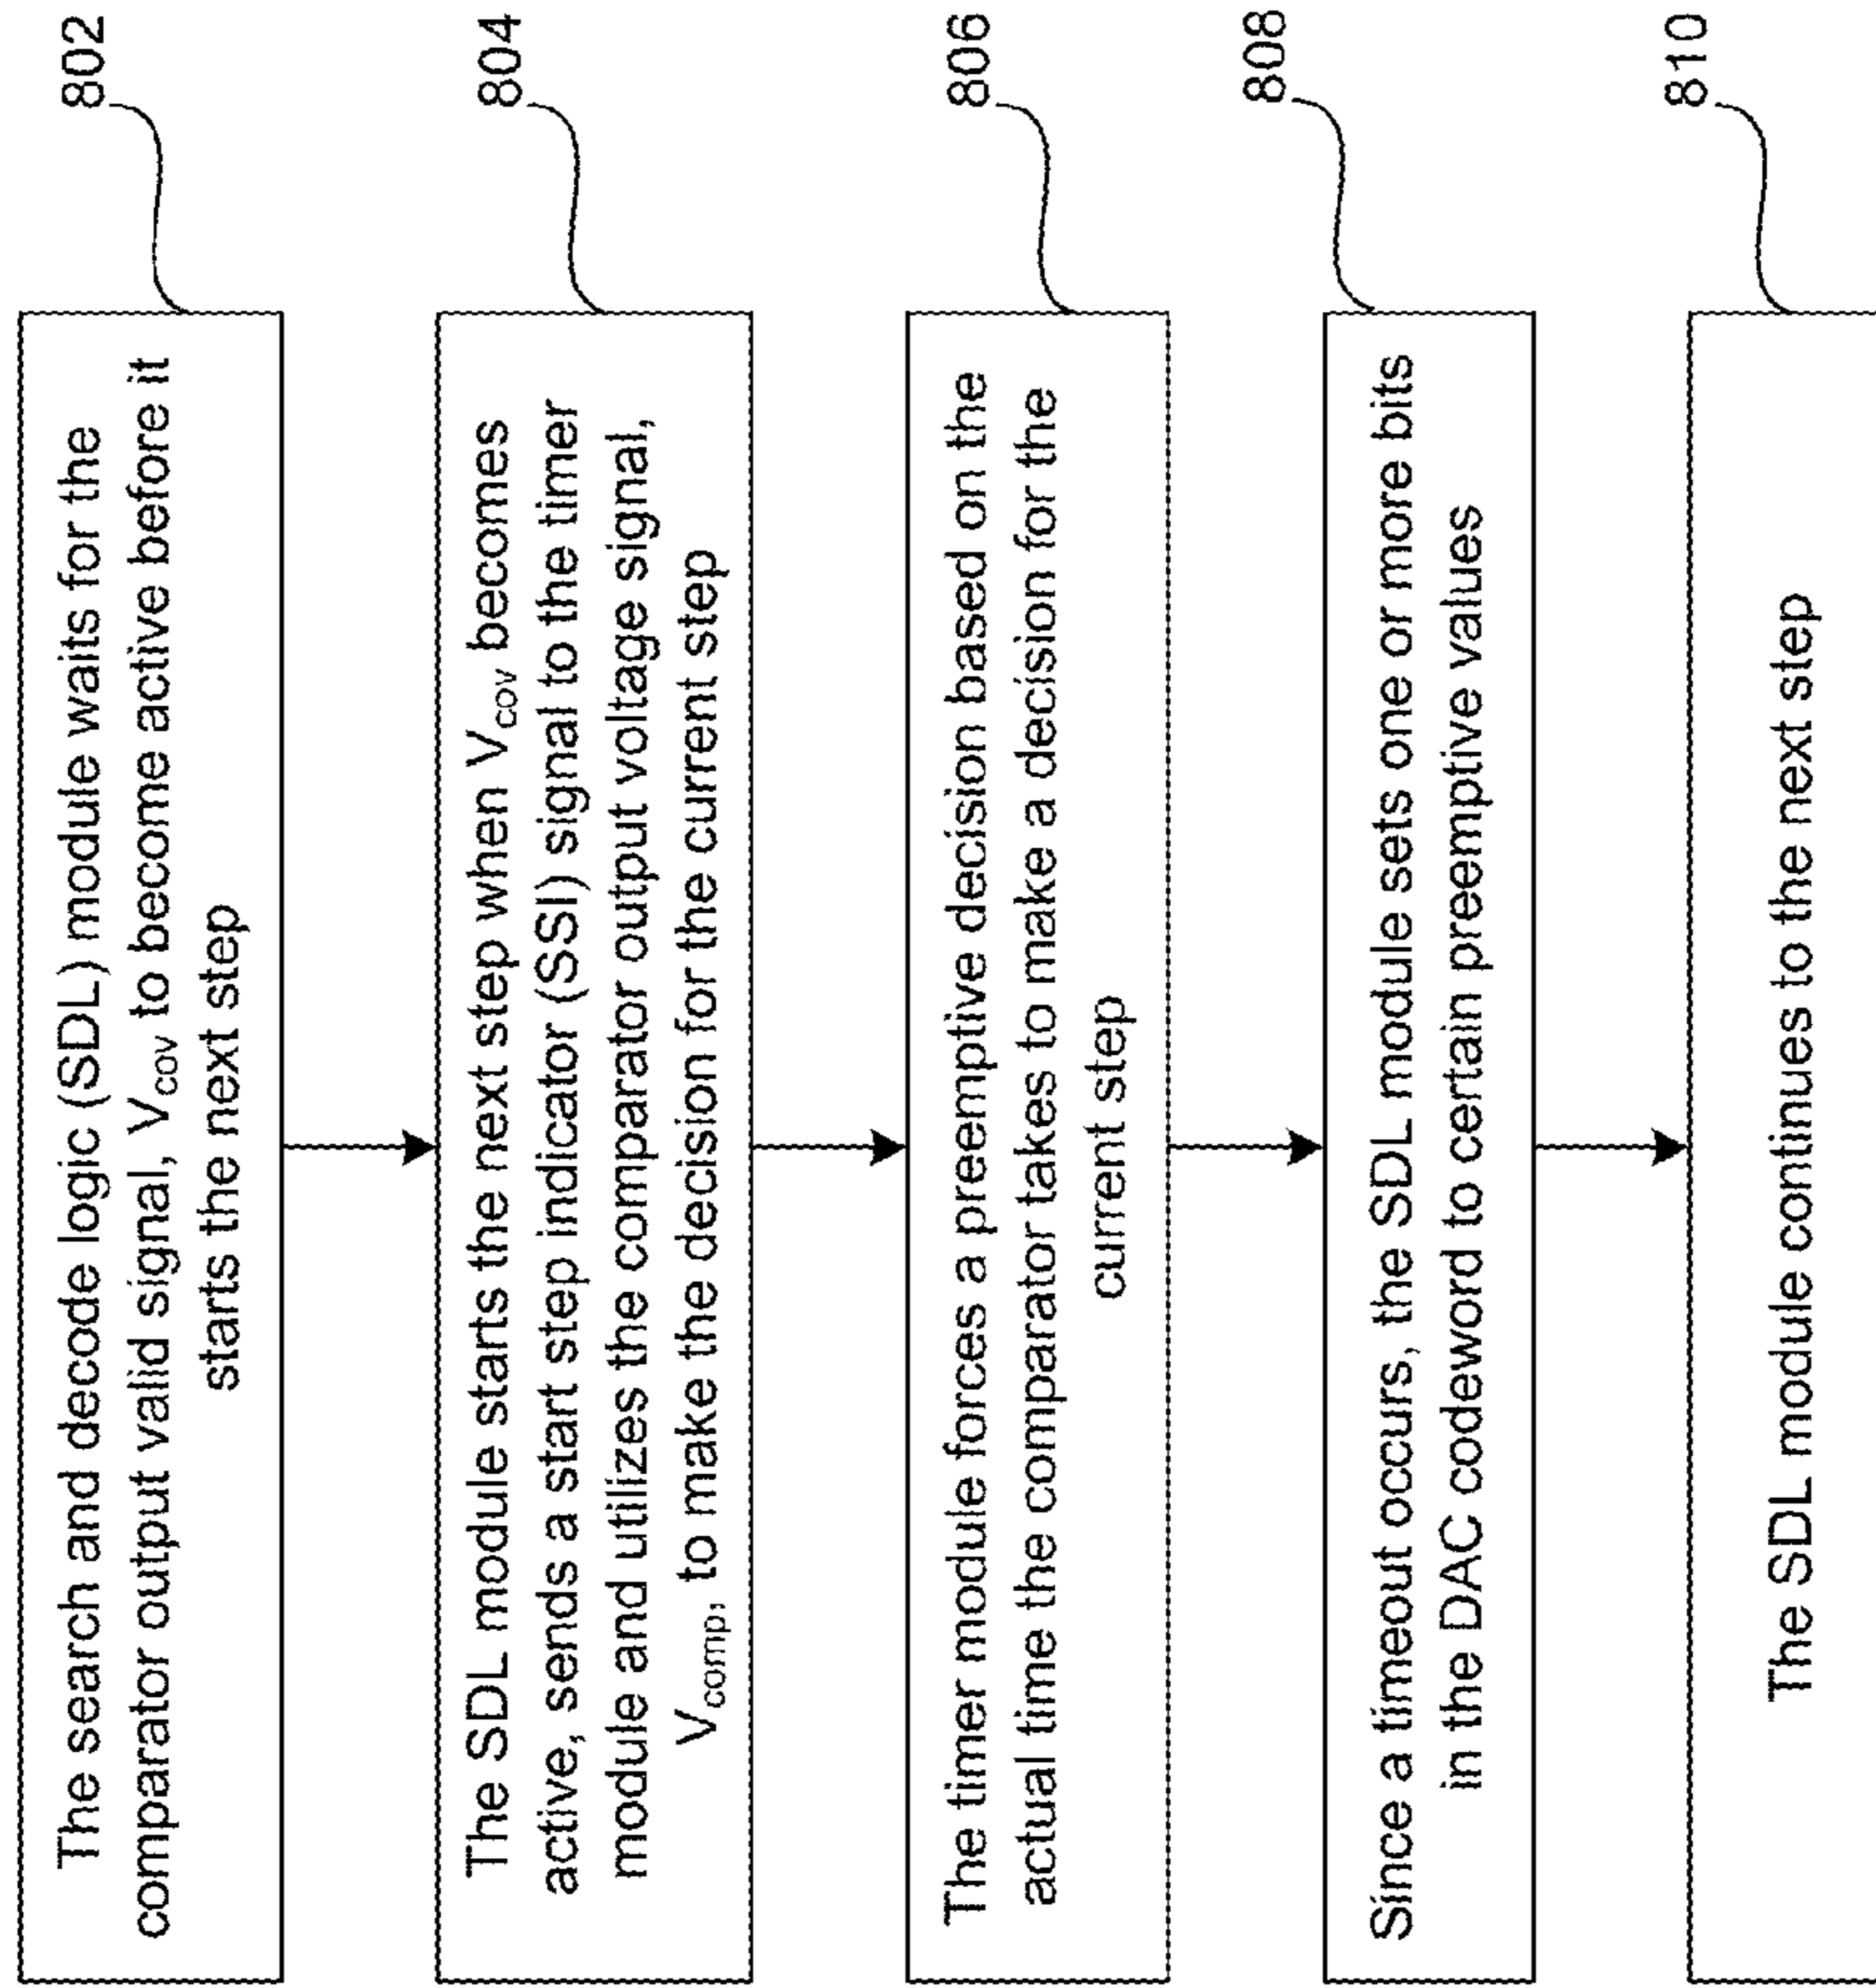 802
The search and decode logic (SDL) module waits for the
comparator output valid signal, Vcov to become active before it
starts the next step
804
The SDL module starts the next step when Vcov becomes
active, sends a start step indicator (SSI) signal to the timer
module and utilizes the comparator output voltage signal,
Vcomp, to make the decision for the current step
806
The timer module forces a preemptive decision based on the
actual time the comparator takes to make a decision for the
current step
808
Since a timeout occurs, the SDL module sets one or more bits
in the DAC codeword to certain preemptive values
810
The SDL module continues to the next step